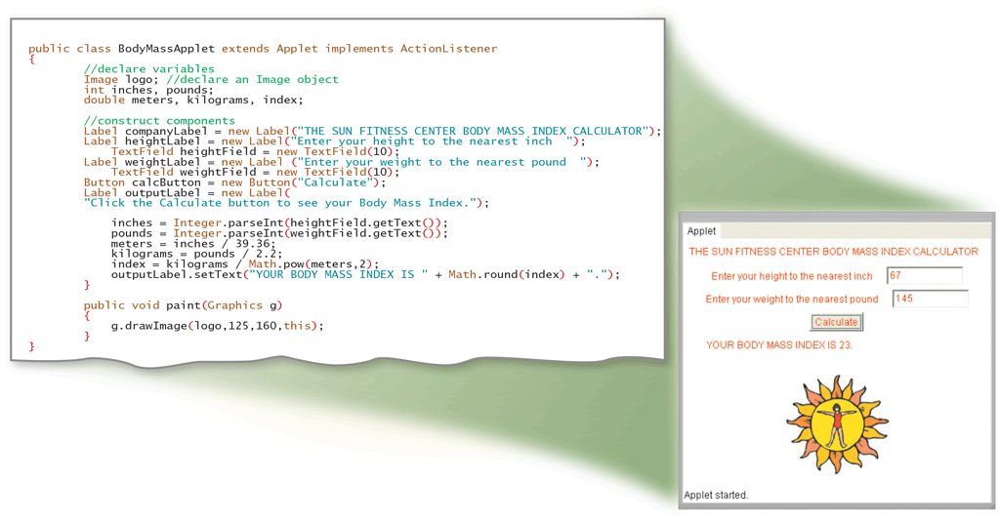 public class BodyMassApplet extends Applet implements ActionListener
{
//declare variables
Image logo; //declare an Image object
int inches, pounds;
double meters, kilograms, index;
//construct components
Label companyLabel = new Label("THE SUN FITNESS CENTER BODY MASS INDEX CALCULATOR");
Label heightLabel = new Label("Enter your height to the nearest inch  ");
TextField heightField = new TextField(10);
Label weightLabel = new Label ("Enter your weight to the nearest pound  ");
TextField weightField = new TextField(10);
Button calcButton = new Button("Calculate");
Label outputLabel = new Label(
"Click the Calculate button to see your Body Mass Index.");
inches = Integer.parseInt(heightField.getText());
pounds = Integer.parseInt(weightField.getText());
meters = inches / 39.36;
kilograms = pounds / 2.2;
index = kilograms / Math.pow(meters,2);
outputLabel.setText("YOUR BODY MASS INDEX IS " + Math.round(index) + ".");
}
public void paint(Graphics g)
{
g.drawImage(logo,125,160,this);
}
}
Applet
THE SUN FITNESS CENTER BODY MASS INDEX CALCULATOR
Enter your height to the nearest inch 67
Enter your weight to the nearest pound 145
Calculate
YOUR BODY MASS INDEX IS 23.
Applet started.